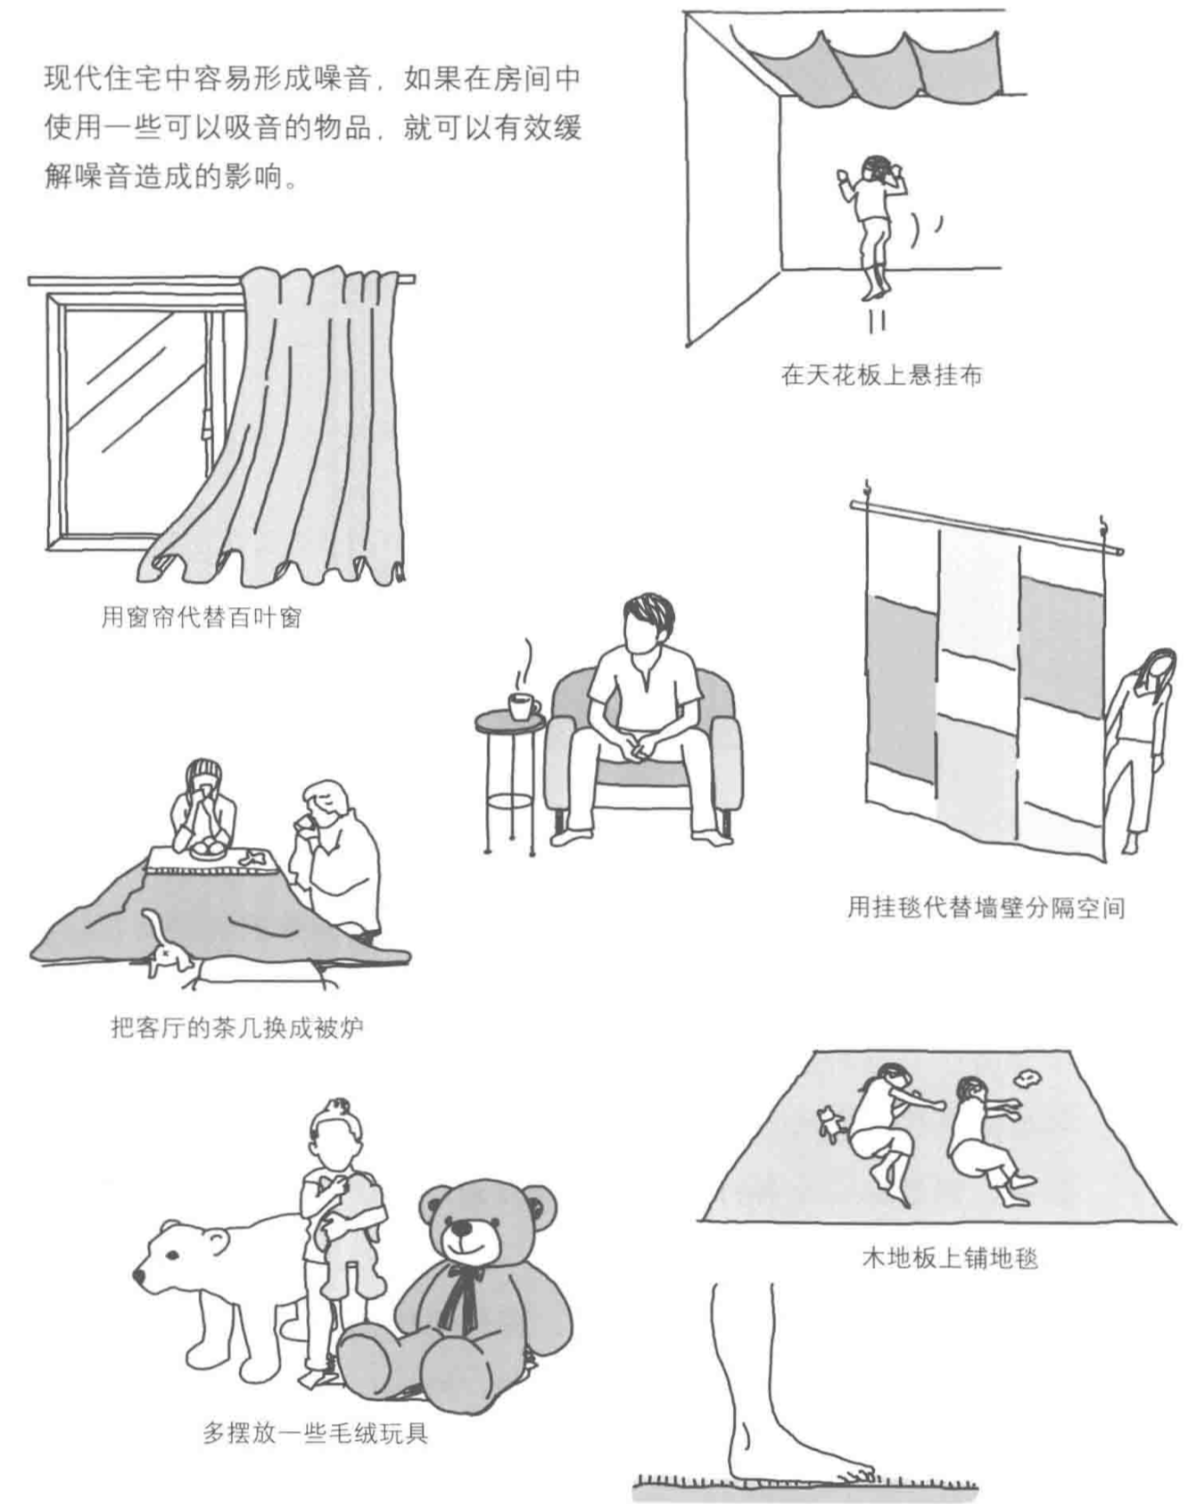 现代住宅中容易形成噪音，如果在房间中
使用一些可以吸音的物品，就可以有效缓
解噪音造成的影响。
在天花板上悬挂布
用窗帘代替百叶窗
用挂毯代替墙壁分隔空间
把客厅的茶几换成被炉
木地板上铺地毯
多摆放一些毛绒玩具